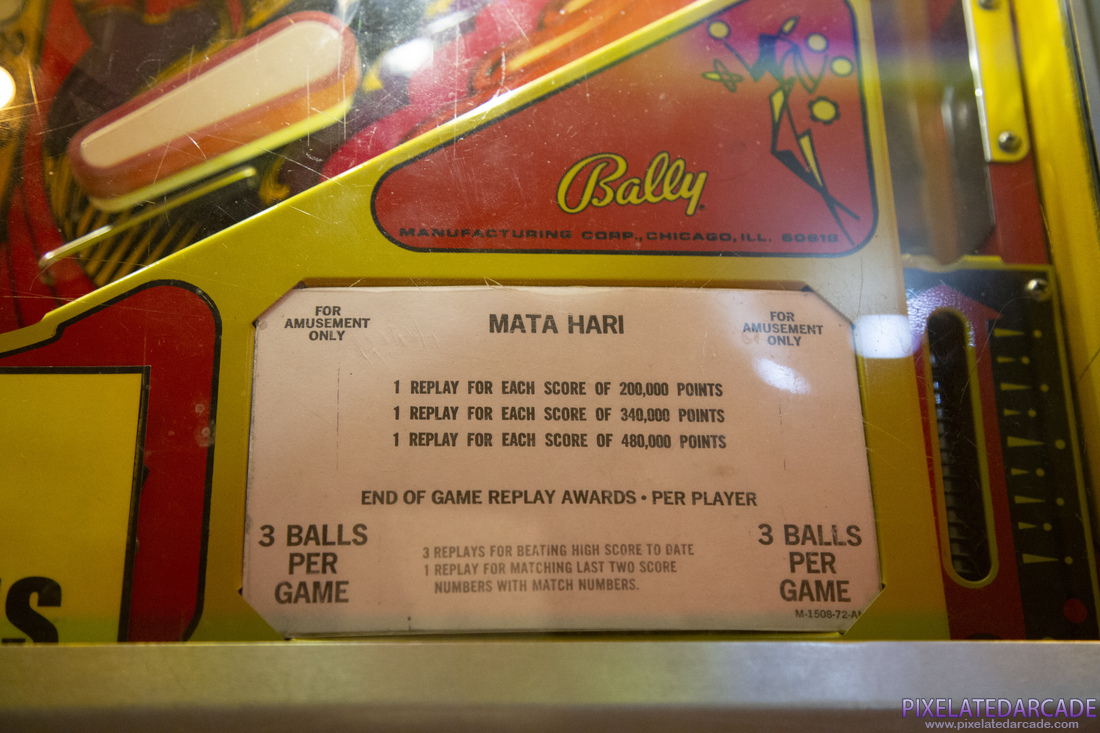 Bally
MANUFACTURING CORP., CHICAGO, ILL. 60618
FOR
AMUSEMENT
ONLY
MATA HARI
FOR
AMUSEMENT
ONLY
1 REPLAY FOR EACH SCORE OF 200,000 POINTS
1 REPLAY FOR EACH SCORE OF 340,000 POINTS
1 REPLAY FOR EACH SCORE OF 480,000 POINTS
END OF GAME REPLAY AWARDS • PER PLAYER
3 BALLS
PER
GAME
3 REPLAYS FOR BEATING HIGH SCORE TO DATE
1 REPLAY FOR MATCHING LAST TWO SCORE
NUMBERS WITH MATCH NUMBERS.
3 BALLS
PER
GAME
PIXELATEDARCADE
www.pixelatedarcade.com